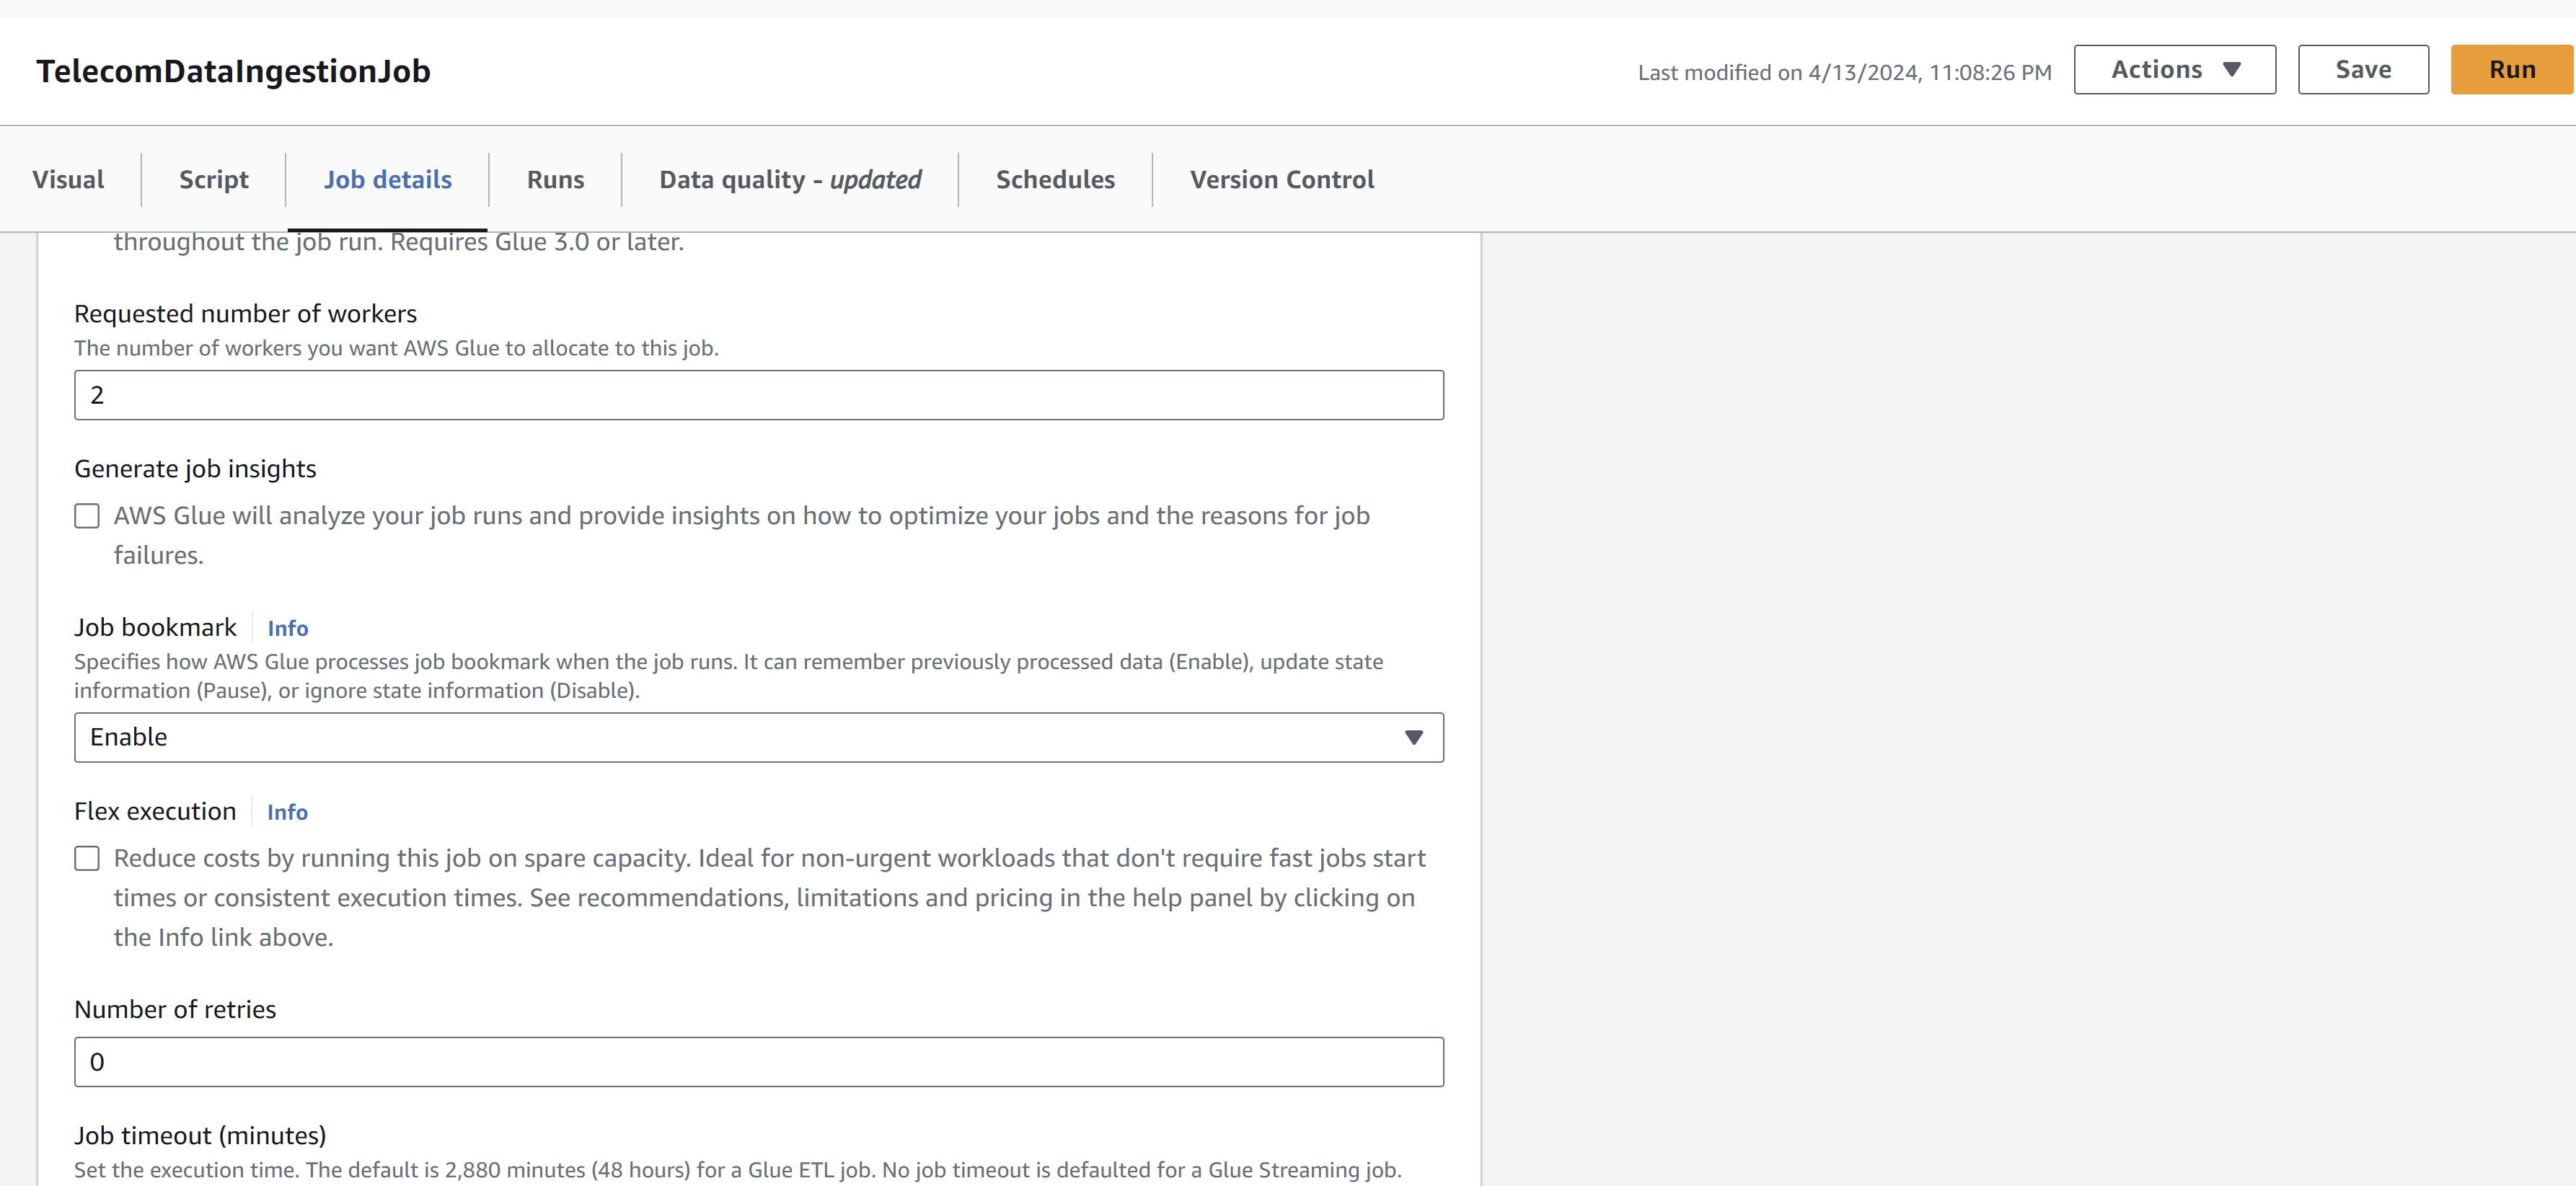 TelecomDataIngestionJob
Last modified on 4/13/2024, 11:08:26 PM
Actions
Save
Run
Visual
Script
Job details
Runs
Data quality - updated
Schedules
Version Control
throughout the job run. Requires Glue 3.0 or later.
Requested number of workers
The number of workers you want AWS Glue to allocate to this job.
2
Generate job insights
AWS Glue will analyze your job runs and provide insights on how to optimize your jobs and the reasons for job
failures.
Job bookmark
Info
Specifies how AWS Glue processes job bookmark when the job runs. It can remember previously processed data (Enable), update state
information (Pause), or ignore state information (Disable).
Enable
Flex execution
Info
Reduce costs by running this job on spare capacity. Ideal for non-urgent workloads that don't require fast jobs start
times or consistent execution times. See recommendations, limitations and pricing in the help panel by clicking on
the Info link above.
Number of retries
0
Job timeout (minutes)
Set the execution time. The default is 2,880 minutes (48 hours) for a Glue ETL job. No job timeout is defaulted for a Glue Streaming job.